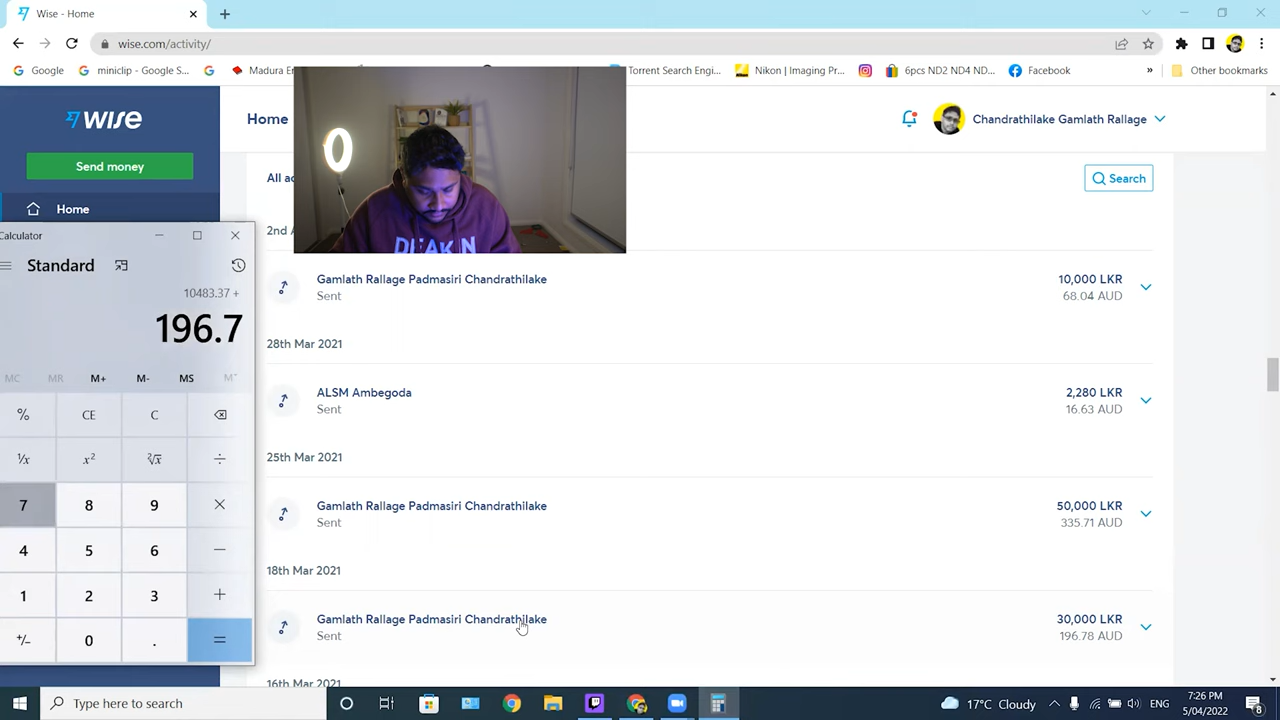 Wise - Home
wise.com/activity/
Google
miniclip - Google S...
Madura En
Torrent Search Engi...
Nikon | Imaging Pr...
6pcs ND2 ND4 ND...
Facebook
»
Other bookmarks
WISE
Home
Chandrathilake Gamlath Rallage
Send money
Home
All ac
Search
2nd A
Gamlath Rallage Padmasiri Chandrathilake
10,000 LKR
Sent
68.04 AUD
28th Mar 2021
ALSM Ambegoda
2,280 LKR
Sent
16.63 AUD
25th Mar 2021
Gamlath Rallage Padmasiri Chandrathilake
50,000 LKR
Sent
335.71 AUD
18th Mar 2021
Gamlath Rallage Padmasiri Chandrathilake
30,000 LKR
Sent
196.78 AUD
16th Mar 2021
DEAKIN
Calculator
Standard
10483.37 +
196.7
MC MR M+ M- MS M˅
% CE C
¹/x x² ²√x ÷
7 8 9 ×
4 5 6 −
1 2 3 +
+/− 0 . =
Type here to search
17°C Cloudy
ENG
7:26 PM
5/04/2022
8